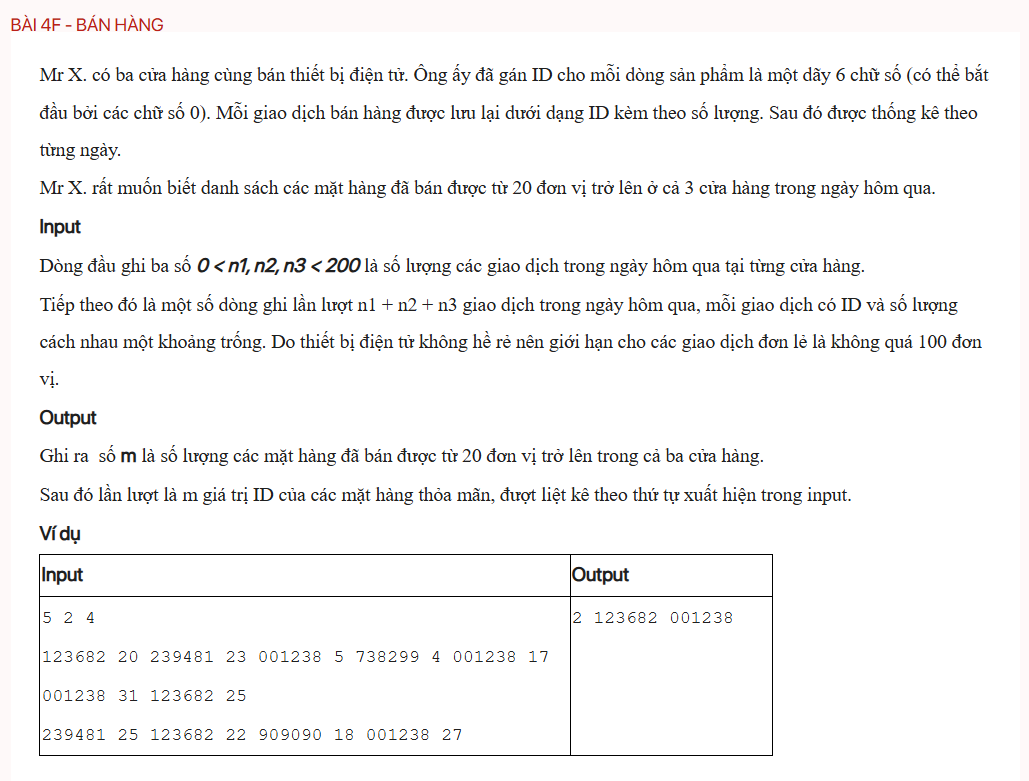 BÀI 4F - BÁN HÀNG
Mr X. có ba cửa hàng cùng bán thiết bị điện tử. Ông ấy đã gán ID cho mỗi dòng sản phẩm là một dãy 6 chữ số (có thể bắt
đầu bởi các chữ số 0). Mỗi giao dịch bán hàng được lưu lại dưới dạng ID kèm theo số lượng. Sau đó được thống kê theo
từng ngày.
Mr X. rất muốn biết danh sách các mặt hàng đã bán được từ 20 đơn vị trở lên ở cả 3 cửa hàng trong ngày hôm qua.
Input
Dòng đầu ghi ba số 0 < n1, n2, n3 < 200 là số lượng các giao dịch trong ngày hôm qua tại từng cửa hàng.
Tiếp theo đó là một số dòng ghi lần lượt n1 + n2 + n3 giao dịch trong ngày hôm qua, mỗi giao dịch có ID và số lượng
cách nhau một khoảng trống. Do thiết bị điện tử không hề rẻ nên giới hạn cho các giao dịch đơn lẻ là không quá 100 đơn
vị.
Output
Ghi ra số m là số lượng các mặt hàng đã bán được từ 20 đơn vị trở lên trong cả ba cửa hàng.
Sau đó lần lượt là m giá trị ID của các mặt hàng thỏa mãn, đượt liệt kê theo thứ tự xuất hiện trong input.
Ví dụ
Input Output
5 2 4 2 123682 001238
123682 20 239481 23 001238 5 738299 4 001238 17
001238 31 123682 25
239481 25 123682 22 909090 18 001238 27